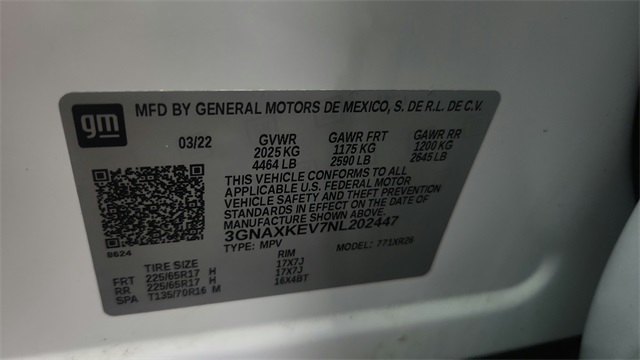 gm
MFD BY GENERAL MOTORS DE MEXICO, S. DE R.L. DE C.V.
03/22 GVWR GAWR FRT GAWR RR
2025 KG 1175 KG 1200 KG
4464 LB 2590 LB 2645 LB
THIS VEHICLE CONFORMS TO ALL
APPLICABLE U.S. FEDERAL MOTOR
VEHICLE SAFETY AND THEFT PREVENTION
STANDARDS IN EFFECT ON THE DATE
OF MANUFACTURE SHOWN ABOVE.
3GNAXKEV7NL202447
8624 TYPE: MPV MODEL: 771XR26
TIRE SIZE RIM
FRT 225/65R17 H 17X7J
RR 225/65R17 H 17X7J
SPA T135/70R16 M 16X4BT